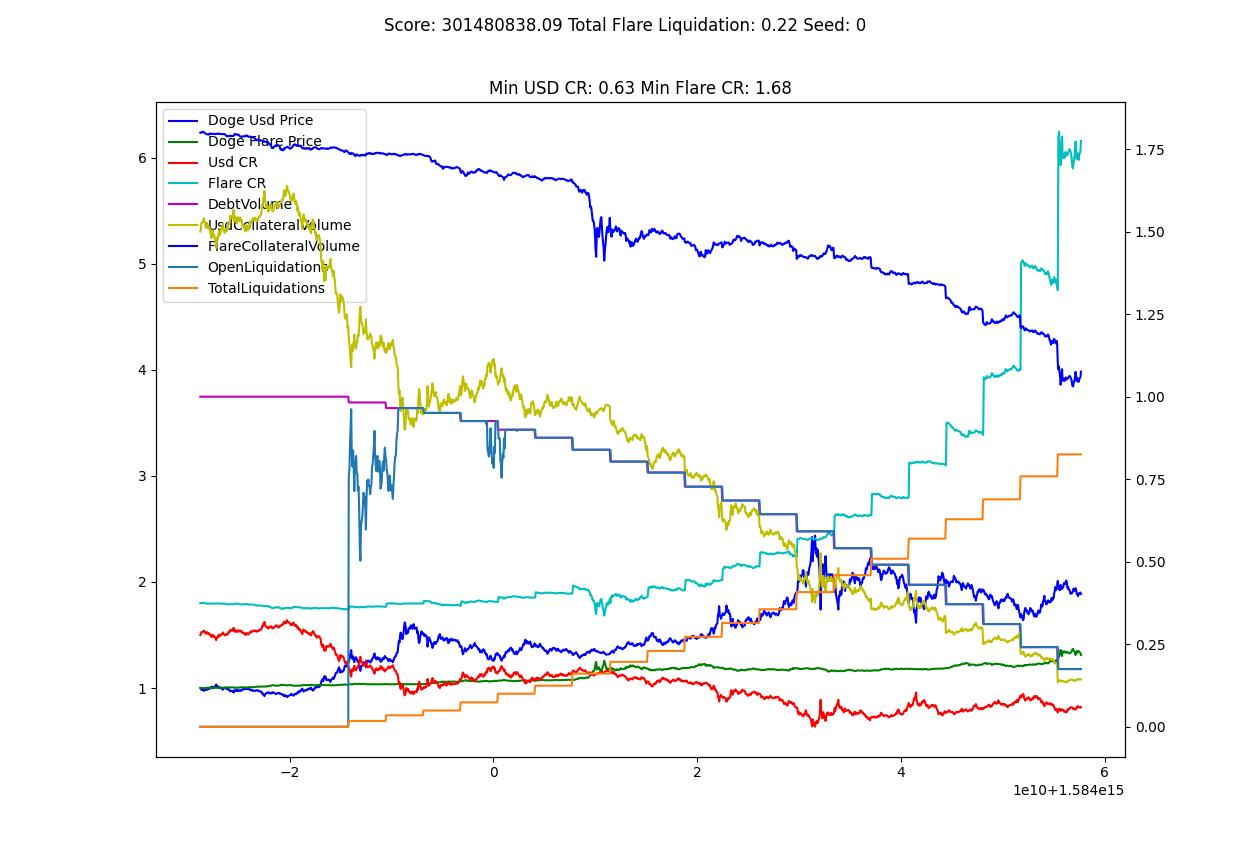 Score: 301480838.09 Total Flare Liquidation: 0.22 Seed: 0
Min USD CR: 0.63 Min Flare CR: 1.68
Doge Usd Price
Doge Flare Price
Usd CR
Flare CR
DebtVolume
UsdCollateralVolume
FlareCollateralVolume
OpenLiquidations
TotalLiquidations
6
5
4
3
2
1
1.75
1.50
1.25
1.00
0.75
0.50
0.25
0.00
−2
0
2
4
6
1e10+1.584e15